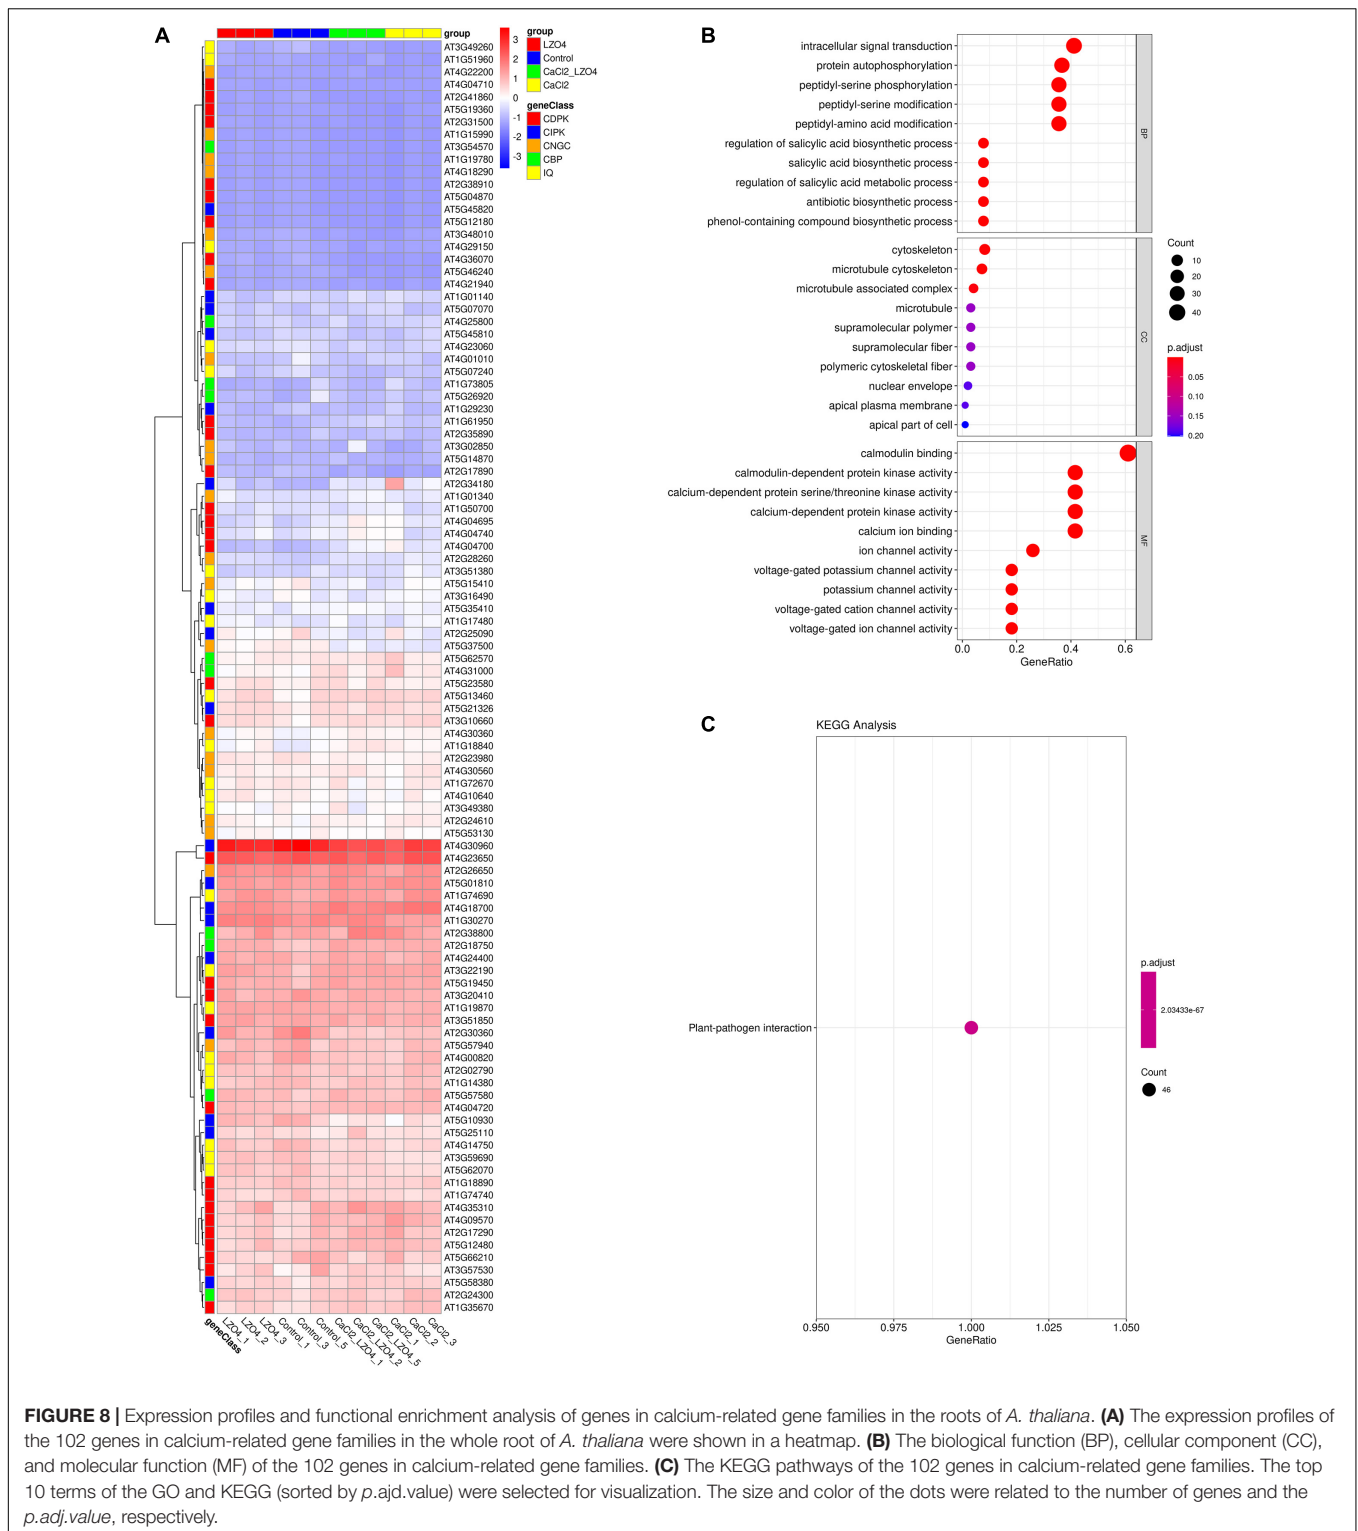 A
group
3
2
1
0
-1
-2
-3
group
LZO4
Control
CaCl2_LZO4
CaCl2
geneClass
CDPK
CIPK
CNGC
CBP
IQ
AT3G49260
AT1G51960
AT4G22200
AT4G04710
AT2G41860
AT5G19360
AT2G31500
AT1G15990
AT3G54570
AT1G19780
AT4G18290
AT2G38910
AT5G04870
AT5G45820
AT5G12180
AT3G48010
AT4G29150
AT4G36070
AT5G46240
AT4G21940
AT1G01140
AT5G07070
AT4G25800
AT5G45810
AT4G23060
AT4G01010
AT5G07240
AT1G73805
AT5G26920
AT1G29230
AT1G61950
AT2G35890
AT3G02850
AT5G14870
AT2G17890
AT2G34180
AT1G01340
AT1G50700
AT4G04695
AT4G04740
AT4G04700
AT2G28260
AT3G51380
AT5G15410
AT3G16490
AT5G35410
AT1G17480
AT2G25090
AT5G37500
AT5G62570
AT4G31000
AT5G23580
AT5G13460
AT5G21326
AT3G10660
AT4G30360
AT1G18840
AT2G23980
AT4G30560
AT1G72670
AT4G10640
AT3G49380
AT2G24610
AT5G53130
AT4G30960
AT4G23650
AT2G26650
AT5G01810
AT1G74690
AT4G18700
AT1G30270
AT2G38800
AT2G18750
AT4G24400
AT3G22190
AT5G19450
AT3G20410
AT1G19870
AT3G51850
AT2G30360
AT5G57940
AT4G00820
AT2G02790
AT1G14380
AT5G57580
AT4G04720
AT5G10930
AT5G25110
AT4G14750
AT3G59690
AT5G62070
AT1G18890
AT1G74740
AT4G35310
AT4G09570
AT2G17290
AT5G12480
AT5G66210
AT3G57530
AT5G58380
AT2G24300
AT1G35670
geneClass
LZO4_1
LZO4_2
LZO4_3
Control_1
Control_3
Control_5
CaCl2_LZO4_1
CaCl2_LZO4_2
CaCl2_LZO4_5
CaCl2_1
CaCl2_2
CaCl2_3
B
intracellular signal transduction
protein autophosphorylation
peptidyl-serine phosphorylation
peptidyl-serine modification
peptidyl-amino acid modification
regulation of salicylic acid biosynthetic process
salicylic acid biosynthetic process
regulation of salicylic acid metabolic process
antibiotic biosynthetic process
phenol-containing compound biosynthetic process
BP
cytoskeleton
microtubule cytoskeleton
microtubule associated complex
microtubule
supramolecular polymer
supramolecular fiber
polymeric cytoskeletal fiber
nuclear envelope
apical plasma membrane
apical part of cell
CC
calmodulin binding
calmodulin-dependent protein kinase activity
calcium-dependent protein serine/threonine kinase activity
calcium-dependent protein kinase activity
calcium ion binding
ion channel activity
voltage-gated potassium channel activity
potassium channel activity
voltage-gated cation channel activity
voltage-gated ion channel activity
MF
0.0 0.2 0.4 0.6
GeneRatio
Count
10
20
30
40
p.adjust
0.05
0.10
0.15
0.20
C
KEGG Analysis
Plant-pathogen interaction
0.950 0.975 1.000 1.025 1.050
GeneRatio
p.adjust
2.03433e-67
Count
46
FIGURE 8 | Expression profiles and functional enrichment analysis of genes in calcium-related gene families in the roots of A. thaliana. (A) The expression profiles of
the 102 genes in calcium-related gene families in the whole root of A. thaliana were shown in a heatmap. (B) The biological function (BP), cellular component (CC),
and molecular function (MF) of the 102 genes in calcium-related gene families. (C) The KEGG pathways of the 102 genes in calcium-related gene families. The top
10 terms of the GO and KEGG (sorted by p.ajd.value) were selected for visualization. The size and color of the dots were related to the number of genes and the
p.adj.value, respectively.